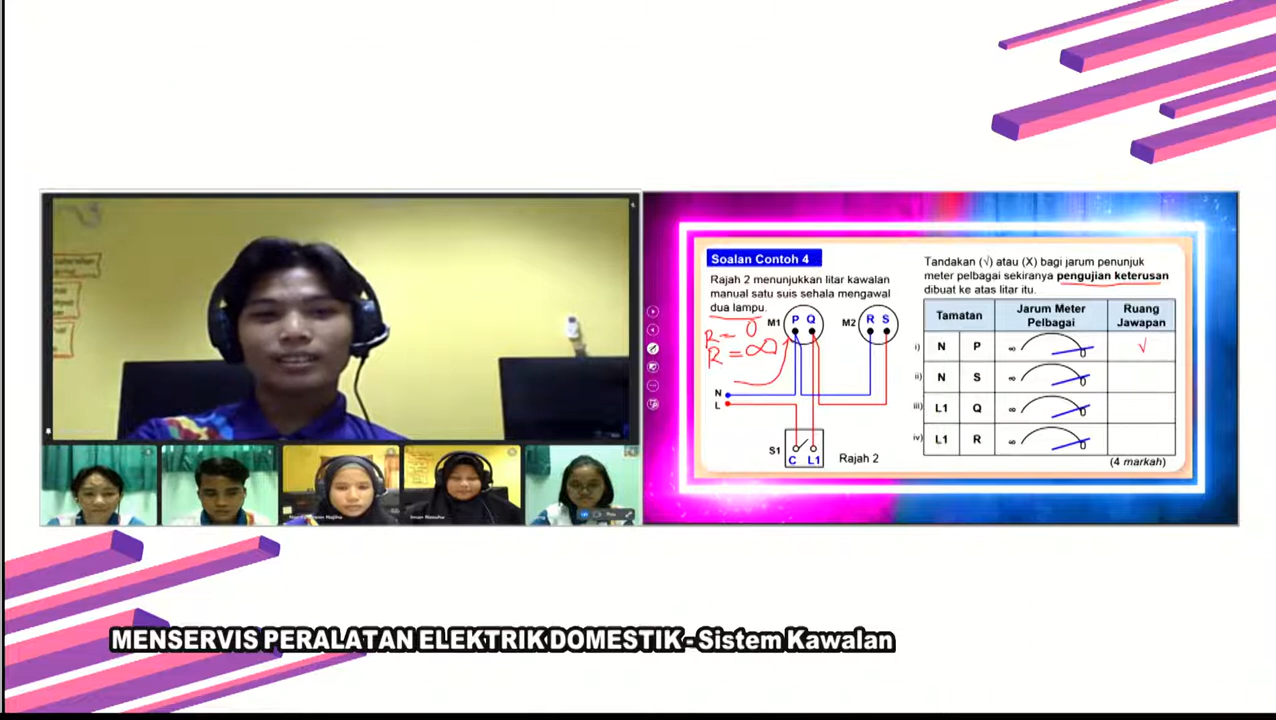 Soalan Contoh 4
Rajah 2 menunjukkan litar kawalan
manual satu suis sehala mengawal
dua lampu.
M1 P Q M2 R S
R = 0
R = ∞
N
L
S1
C L1
Rajah 2
Tandakan (√) atau (X) bagi jarum penunjuk
meter pelbagai sekiranya pengujian keterusan
dibuat ke atas litar itu.
Tamatan Jarum Meter Pelbagai Ruang Jawapan
i) N P ∞ 0 √
ii) N S ∞ 0
iii) L1 Q ∞ 0
iv) L1 R ∞ 0
(4 markah)
MENSERVIS PERALATAN ELEKTRIK DOMESTIK - Sistem Kawalan